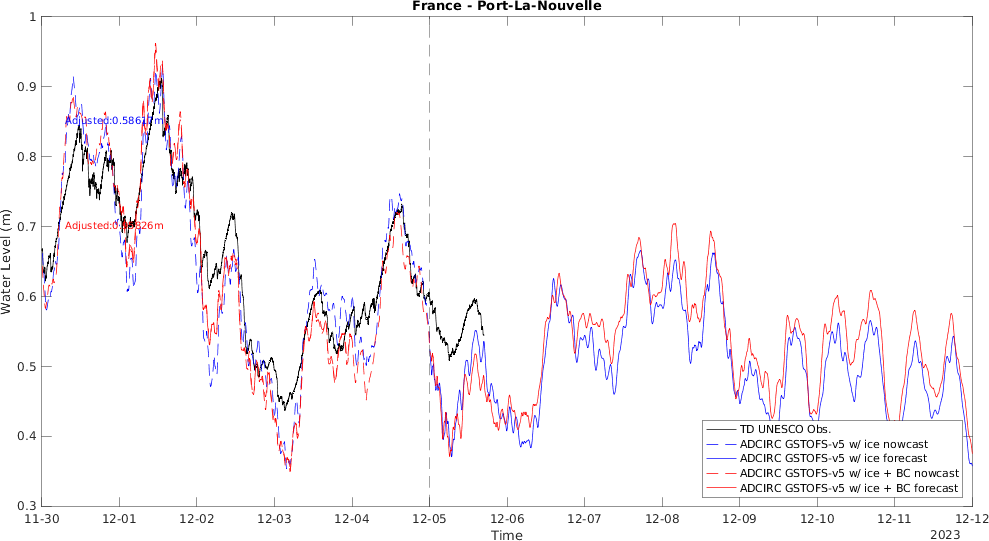 France - Port-La-Nouvelle
1
0.9
0.8
0.7
0.6
0.5
0.4
0.3
Water Level (m)
Adjusted:
Adjusted:
TD UNESCO Obs.
ADCIRC GSTOFS-v5 w/ ice nowcast
ADCIRC GSTOFS-v5 w/ ice forecast
ADCIRC GSTOFS-v5 w/ ice + BC nowcast
ADCIRC GSTOFS-v5 w/ ice + BC forecast
11-30 12-01 12-02 12-03 12-04 12-05 12-06 12-07 12-08 12-09 12-10 12-11 12-12
Time
2023